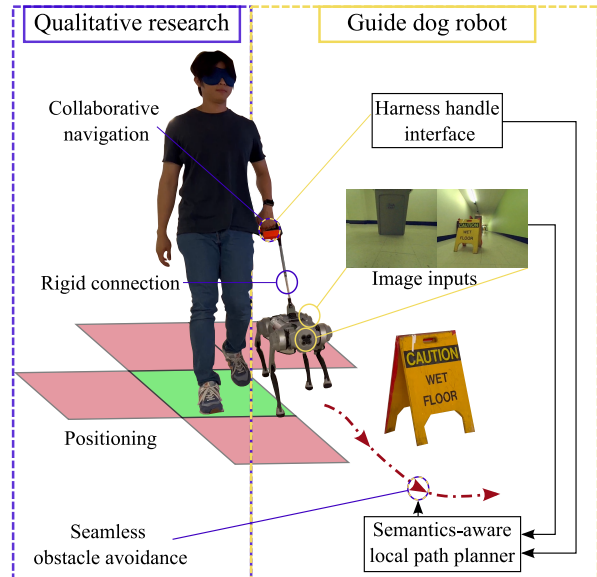 Qualitative research
Guide dog robot
Collaborative
navigation
Harness handle
interface
CAUTION
WET
FLOOR
Image inputs
Rigid connection
CAUTION
WET
FLOOR
Positioning
Seamless
obstacle avoidance
Semantics-aware
local path planner